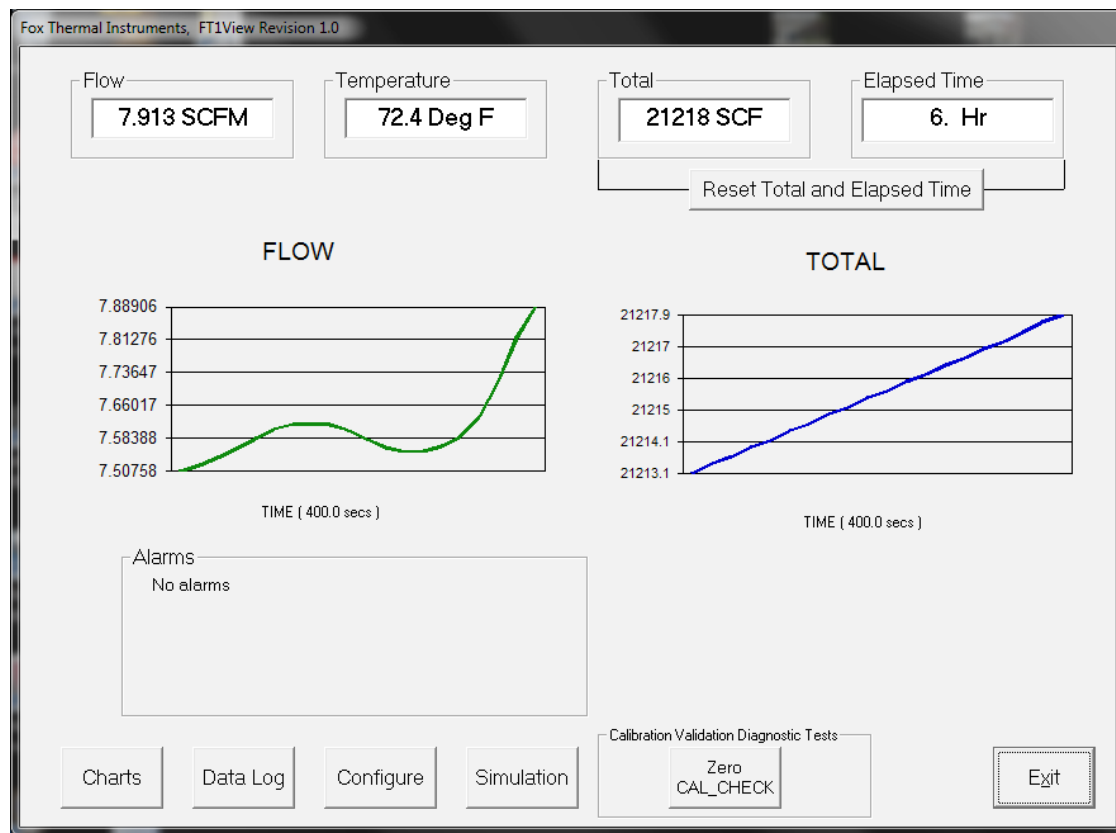 Fox Thermal Instruments, FT1View Revision 1.0
Flow
7.913 SCFM
Temperature
72.4 Deg F
Total
21218 SCF
Elapsed Time
6. Hr
Reset Total and Elapsed Time
FLOW
7.88906
7.81276
7.73647
7.66017
7.58388
7.50758
TIME ( 400.0 secs )
TOTAL
21217.9
21217
21216
21215
21214.1
21213.1
TIME ( 400.0 secs )
Alarms
No alarms
Charts
Data Log
Configure
Simulation
Calibration Validation Diagnostic Tests
Zero
CAL_CHECK
Exit